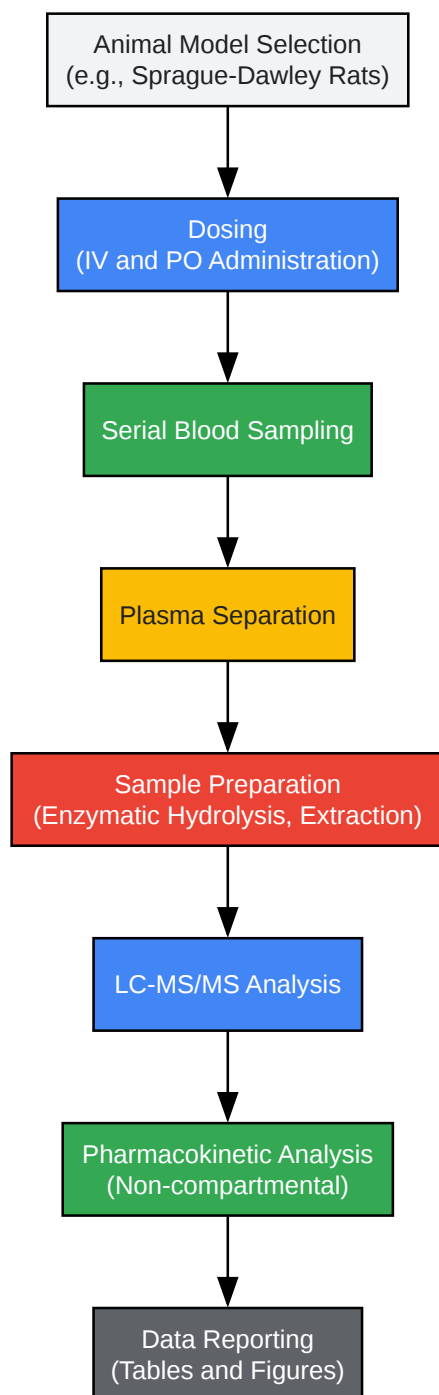 Animal Model Selection
(e.g., Sprague-Dawley Rats)
Dosing
(IV and PO Administration)
Serial Blood Sampling
Plasma Separation
Sample Preparation
(Enzymatic Hydrolysis, Extraction)
LC-MS/MS Analysis
Pharmacokinetic Analysis
(Non-compartmental)
Data Reporting
(Tables and Figures)